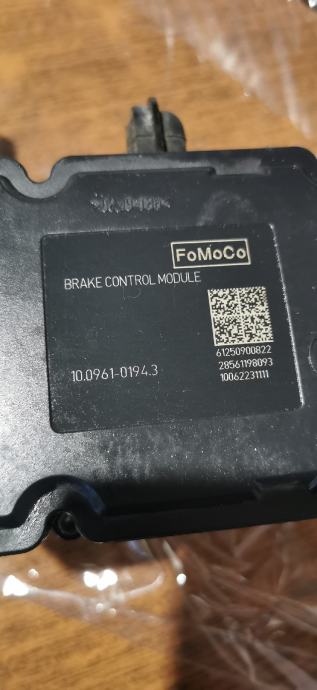 FoMoCo
BRAKE CONTROL MODULE
61250900822
28561198093
10062231111
10.0961-0194.3